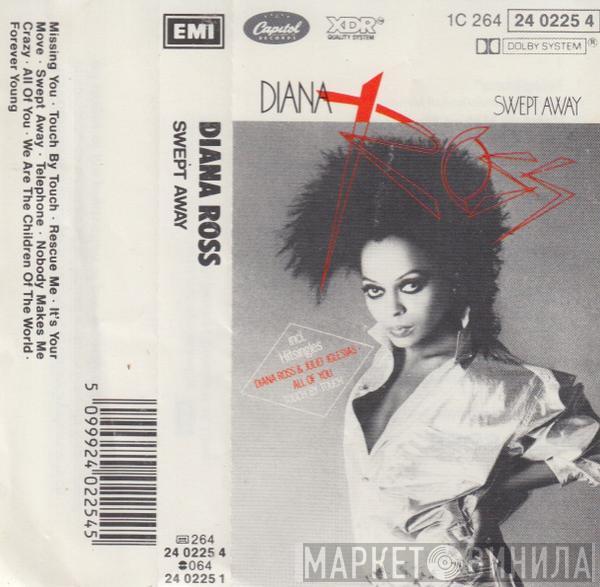 Missing You · Touch By Touch · Rescue Me · It's Your
Move · Swept Away · Telephone · Nobody Makes Me
Crazy · All Of You · We Are The Children Of The World ·
Forever Young
5 099924 022545
EMI
DIANA ROSS
SWEPT AWAY
264
24 0225 4
064
24 0225 1
Capitol
RECORDS
XDR
QUALITY SYSTEM
1C 264 24 0225 4
DOLBY SYSTEM ®
DIANA
ROSS
SWEPT AWAY
incl.
Hitsingles
DIANA ROSS & JULIO IGLESIAS
ALL OF YOU
TOUCH BY TOUCH
МАРКЕТ ВИНИЛА